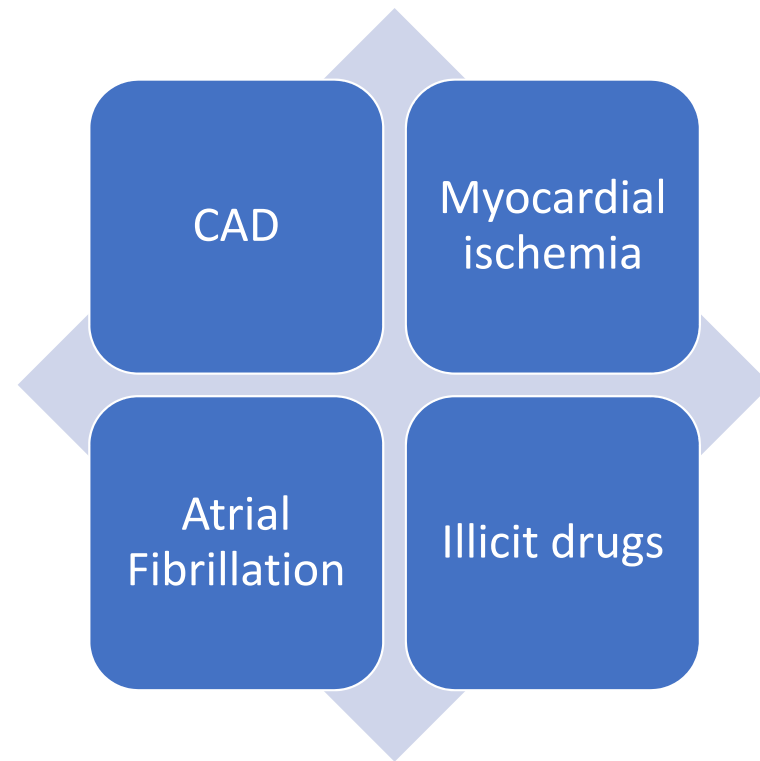 CAD
Myocardial
ischemia
Atrial
Fibrillation
Illicit drugs